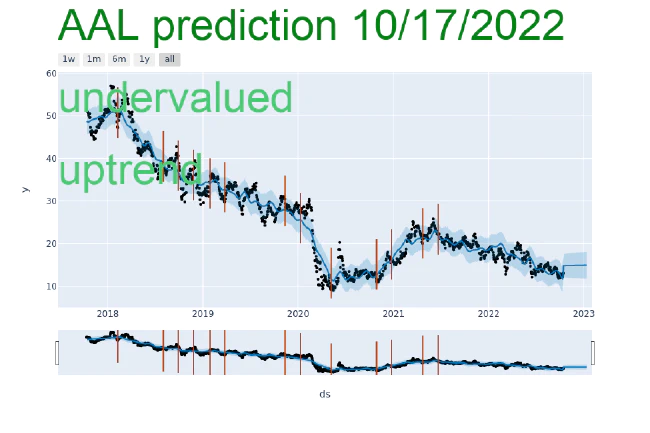 AAL prediction 10/17/2022
1w 1m 6m 1y all
60
undervalued
50
40
uptrend
30
y
20
10
2018 2019 2020 2021 2022 2023
ds